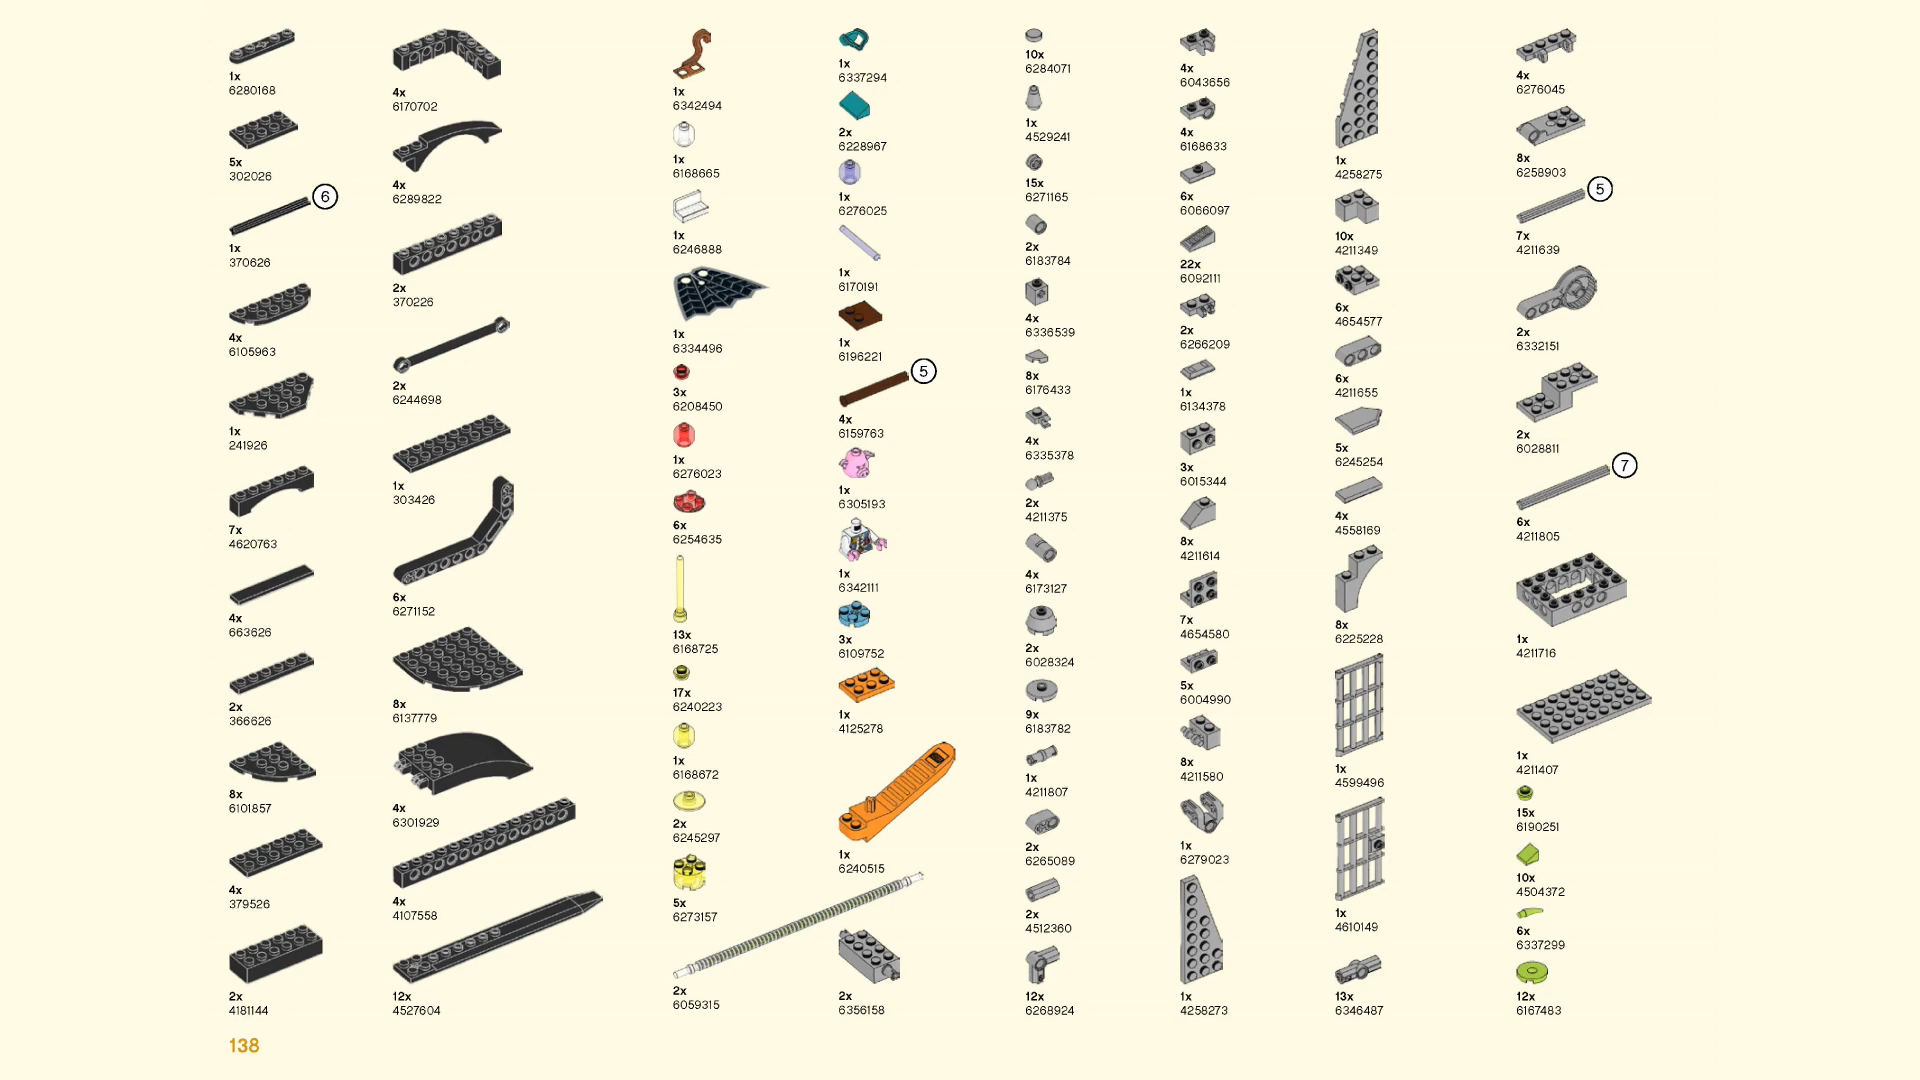 1x
6280168
5x
302026
6
1x
370626
4x
6105963
1x
241926
7x
4620763
4x
663626
2x
366626
8x
6101857
4x
379526
2x
4181144
4x
6170702
4x
6289822
2x
370226
2x
6244698
1x
303426
6x
6271152
8x
6137779
4x
6301929
4x
4107558
12x
4527604
1x
6342494
1x
6168665
1x
6246888
1x
6334496
3x
6208450
1x
6276023
6x
6254635
13x
6168725
17x
6240223
1x
6168672
2x
6245297
5x
6273157
2x
6059315
1x
6337294
2x
6228967
1x
6276025
1x
6170191
1x
6196221
5
4x
6159763
1x
6305193
1x
6342111
3x
6109752
1x
4125278
1x
6240515
2x
6356158
10x
6284071
1x
4529241
15x
6271165
2x
6183784
4x
6336539
8x
6176433
4x
6335378
2x
4211375
4x
6173127
2x
6028324
9x
6183782
1x
4211807
2x
6265089
2x
4512360
12x
6268924
4x
6043656
4x
6168633
6x
6066097
22x
6092111
2x
6266209
1x
6134378
3x
6015344
8x
4211614
7x
4654580
5x
6004990
8x
4211580
1x
6279023
1x
4258273
1x
4258275
10x
4211349
6x
4654577
6x
4211655
5x
6245254
4x
4558169
8x
6225228
1x
4599496
1x
4610149
13x
6346487
4x
6276045
8x
6258903
5
7x
4211639
2x
6332151
2x
6028811
7
6x
4211805
1x
4211716
1x
4211407
15x
6190251
10x
4504372
6x
6337299
12x
6167483
138